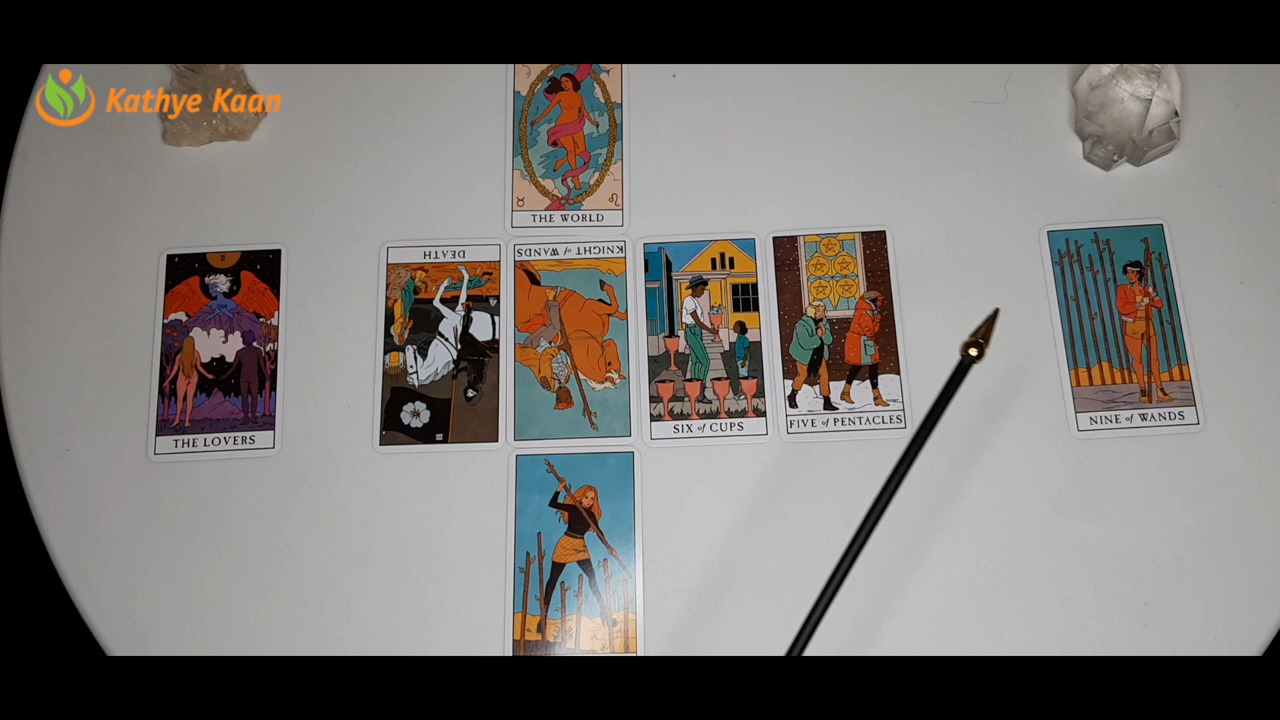 Kathye Kaan
THE WORLD
DEATH
KNIGHT of WANDS
THE LOVERS
SIX of CUPS
FIVE of PENTACLES
NINE of WANDS